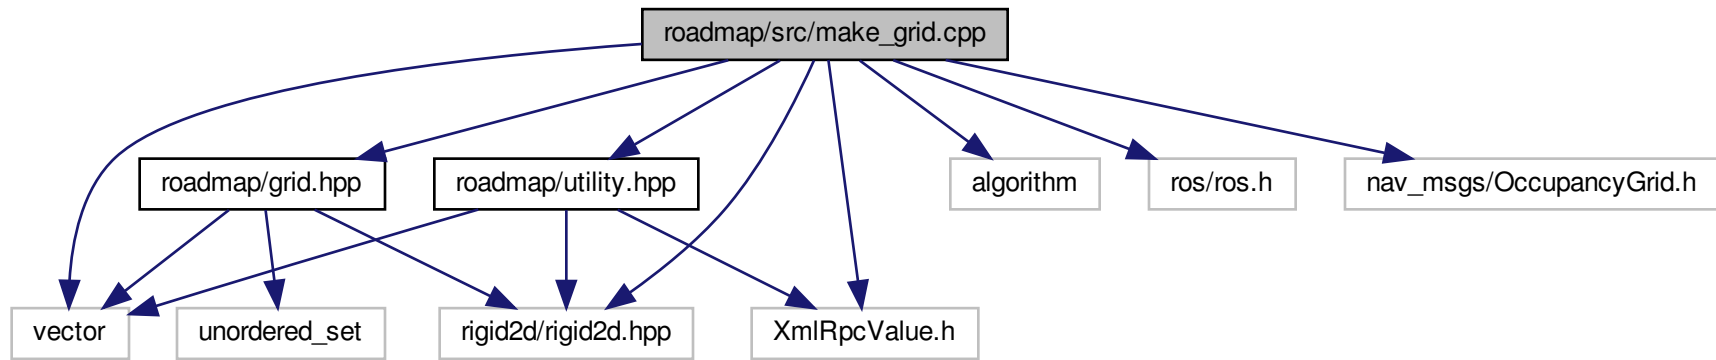 roadmap/src/make_grid.cpp
roadmap/grid.hpp
roadmap/utility.hpp
algorithm
ros/ros.h
nav_msgs/OccupancyGrid.h
vector
unordered_set
rigid2d/rigid2d.hpp
XmlRpcValue.h